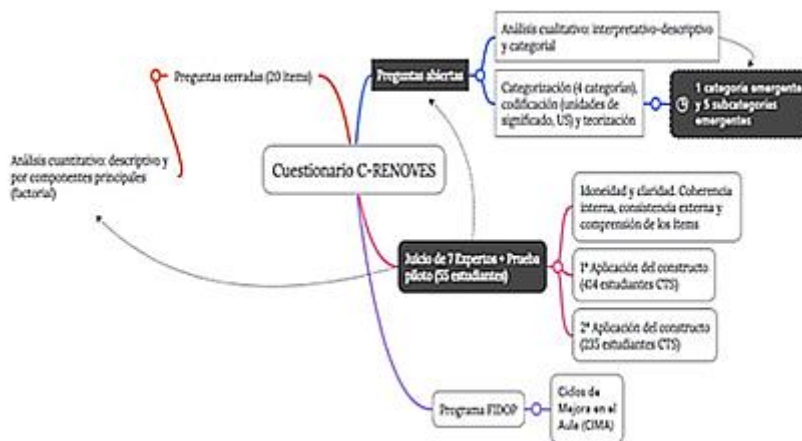 Análisis cualitativo: interpretativo-descriptivo
y categorial
Preguntas cerradas (20 ítems)
Preguntas abiertas
Categorización (4 categorías),
codificación (unidades de
significado, US) y teorización
1 categoría emergente
y 5 subcategorías
emergentes
Análisis cuantitativo: descriptivo y
por componentes principales
(factorial)
Cuestionario C-RENOVES
Idoneidad y claridad. Coherencia
interna, consistencia externa y
comprensión de los ítems
Juicio de 7 Expertos + Prueba
piloto (55 estudiantes)
1ª Aplicación del constructo
(414 estudiantes CTS)
2ª Aplicación del constructo
(235 estudiantes CTS)
Programa FIDOP
Ciclos de
Mejora en el
Aula (CIMA)